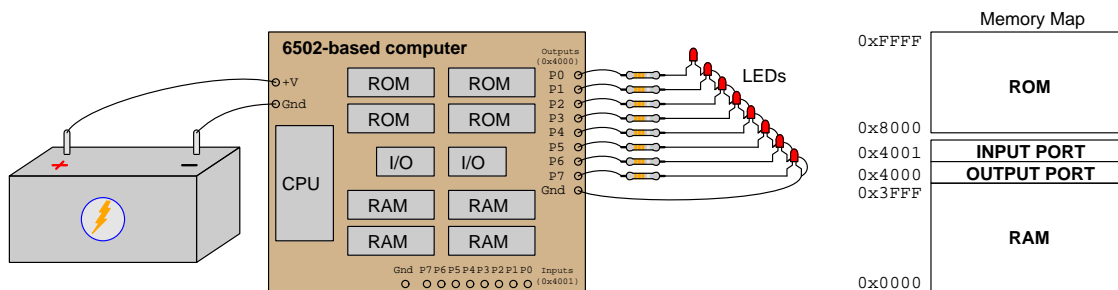 6502-based computer
Outputs
(0x4000)
+V
Gnd
CPU
ROM ROM
ROM ROM
I/O I/O
RAM RAM
RAM RAM
P0
P1
P2
P3
P4
P5
P6
P7
Gnd
Gnd P7 P6 P5 P4 P3 P2 P1 P0
Inputs
(0x4001)
LEDs
Memory Map
0xFFFF
ROM
0x8000
0x4001 INPUT PORT
0x4000 OUTPUT PORT
0x3FFF
RAM
0x0000